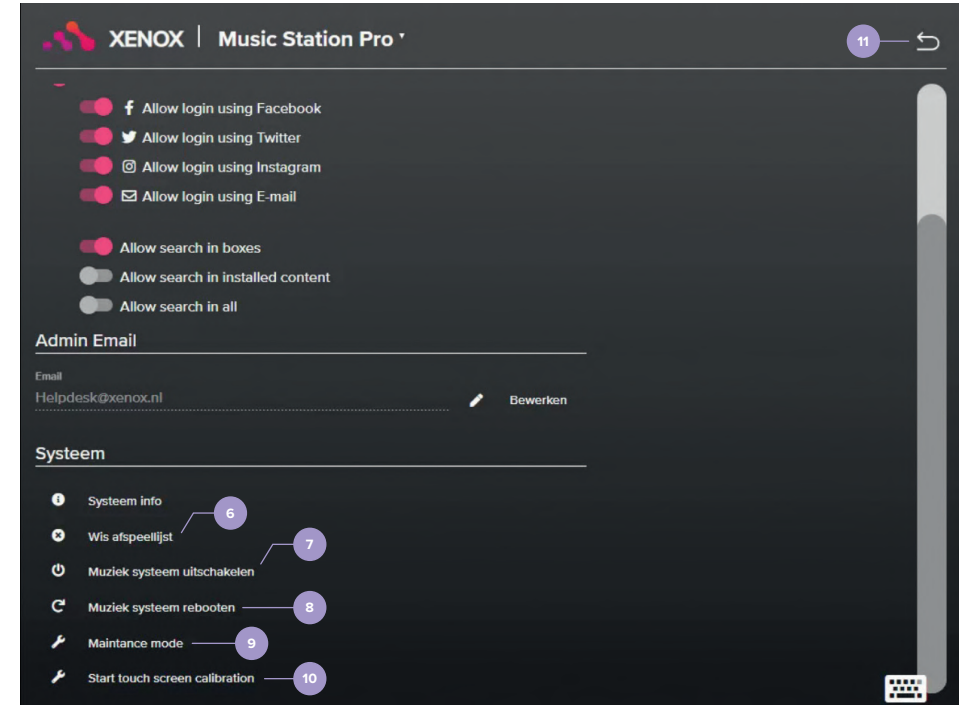 XENOX | Music Station Pro
11
Allow login using Facebook
Allow login using Twitter
Allow login using Instagram
Allow login using E-mail
Allow search in boxes
Allow search in installed content
Allow search in all
Admin Email
Email
Helpdesk@xenox.nl
Bewerken
Systeem
Systeem info
6
Wis afspeellijst
7
Muziek systeem uitschakelen
Muziek systeem rebooten
8
Maintance mode
9
Start touch screen calibration
10